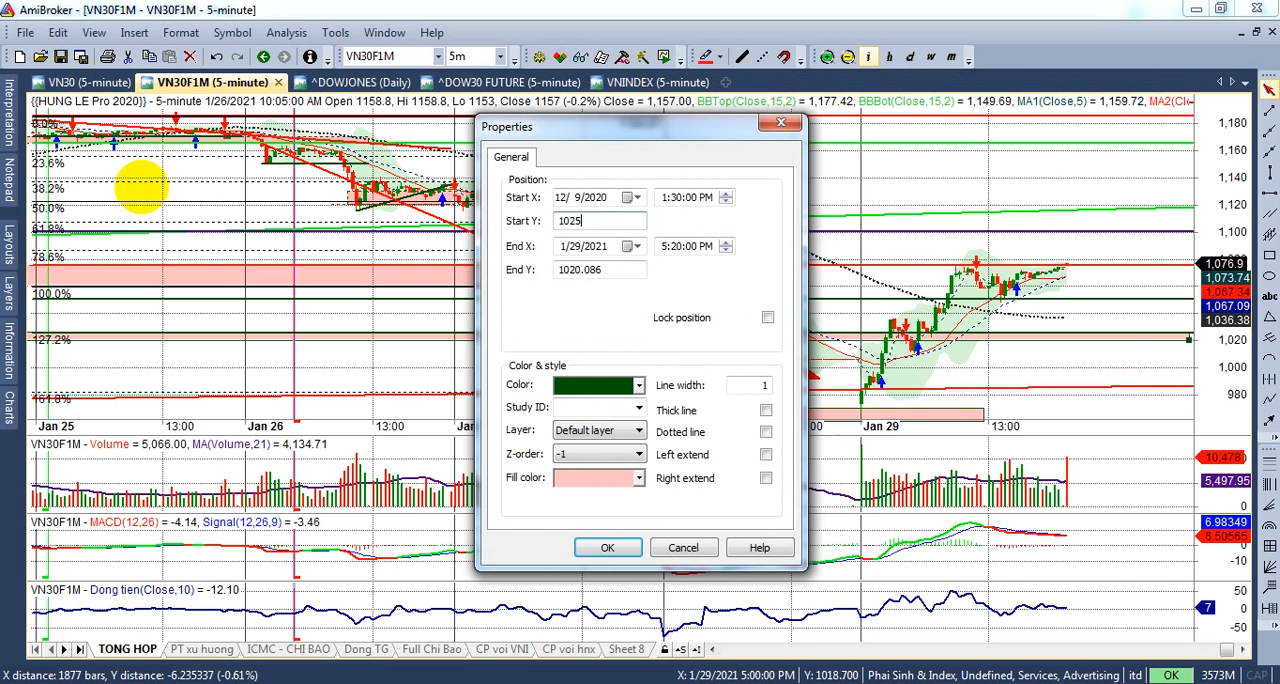 AmiBroker - [VN30F1M - VN30F1M - 5-minute]
File Edit View Insert Format Symbol Analysis Tools Window Help
VN30F1M 5m i h d w m
VN30 (5-minute) VN30F1M (5-minute) ^DOWJONES (Daily) ^DOW30 FUTURE (5-minute) VNINDEX (5-minute)
{{HUNG LE Pro 2020}} - 5-minute 1/26/2021 10:05:00 AM Open 1158.8, Hi 1158.8, Lo 1153, Close 1157 (-0.2%) Close = 1,157.00, BBTop(Close,15,2) = 1,177.42, BBBot(Close,15,2) = 1,149.69, MA1(Close,5) = 1,159.72, MA2(Clo
Interpretation
Notepad
Layouts
Layers
Information
Charts
0.0%
23.6%
38.2%
50.0%
61.8%
78.6%
100.0%
127.2%
161.8%
1,180
1,160
1,140
1,120
1,100
1,076.9
1,073.74
1,067.34
1,067.09
1,036.38
1,020
1,000
980
abc
Jan 25 13:00 Jan 26 13:00 Jan 29 13:00
Properties
General
Position:
Start X: 12/ 9/2020 1:30:00 PM
Start Y: 1025
End X: 1/29/2021 5:20:00 PM
End Y: 1020.086
Lock position
Color & style
Color: Line width: 1
Study ID: Thick line
Layer: Default layer Dotted line
Z-order: -1 Left extend
Fill color: Right extend
OK Cancel Help
VN30F1M - Volume = 5,066.00, MA(Volume,21) = 4,134.71
10,478
5,497.95
0
VN30F1M - MACD(12,26) = -4.14, Signal(12,26,9) = -3.46
6.98349
6.50565
-10
VN30F1M - Dong tien(Close,10) = -12.10
50
7
0
-50
TONG HOP PT xu huong ICMC - CHI BAO Dong TG Full Chi Bao CP voi VNI CP voi hnx Sheet 8
X distance: 1877 bars, Y distance: -6.235337 (-0.61%) X: 1/29/2021 5:00:00 PM Y: 1018.700 Phai Sinh & Index, Undefined, Services, Advertising itd OK 3573M CAP